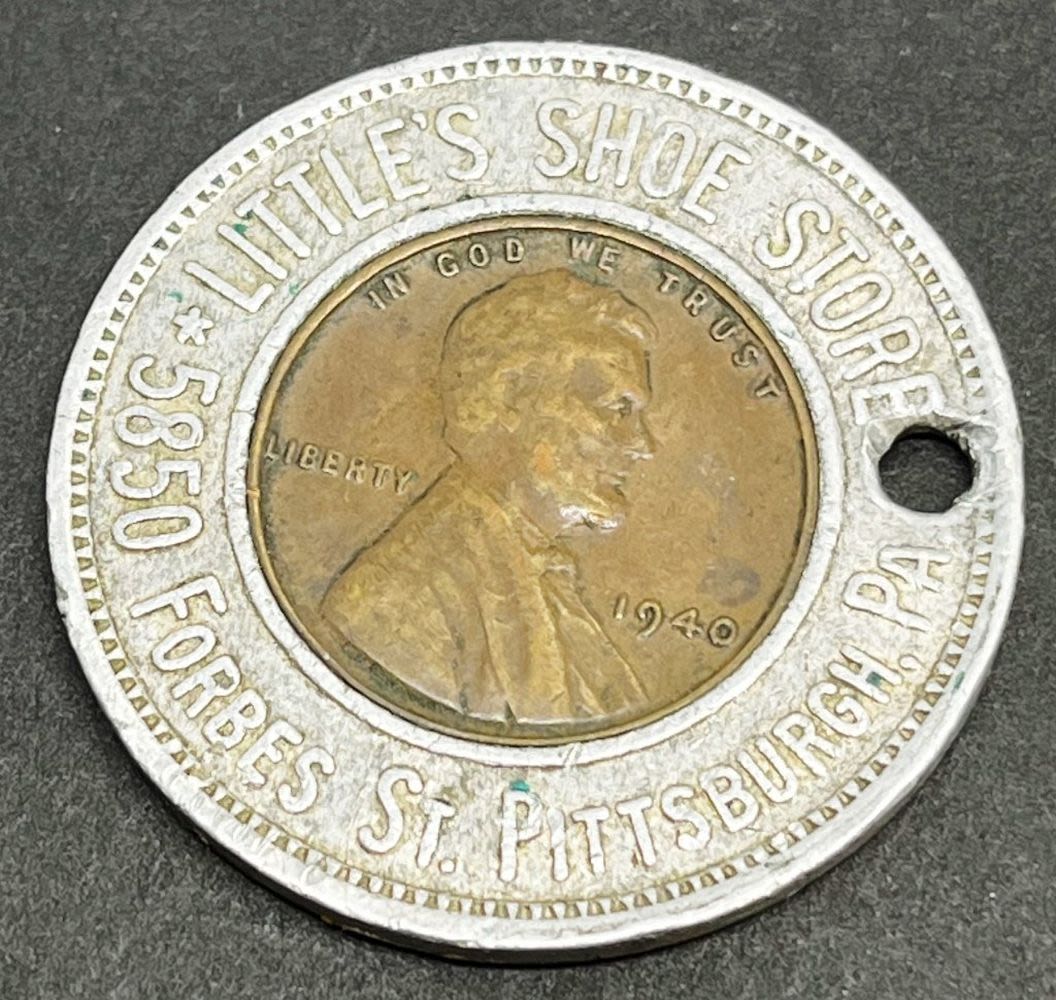 LITTLE'S SHOE STORE
* 5850 FORBES ST. PITTSBURGH, PA
IN GOD WE TRUST
LIBERTY
1940